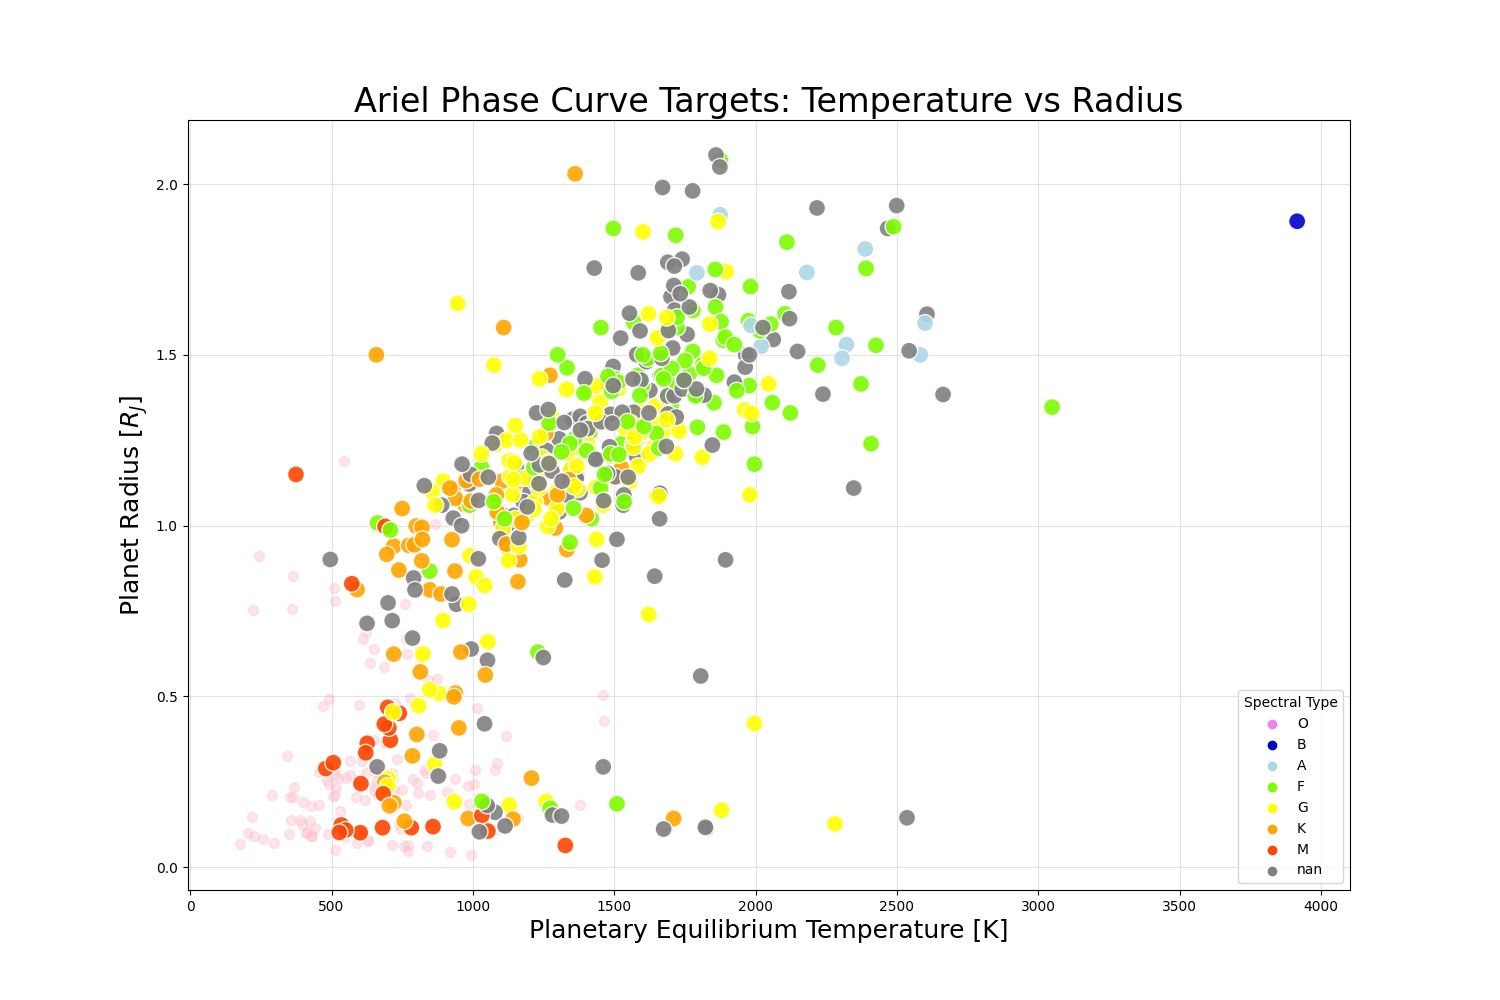 Ariel Phase Curve Targets: Temperature vs Radius
Planet Radius [R_J]
2.0
1.5
1.0
0.5
0.0
0
500
1000
1500
2000
2500
3000
3500
4000
Planetary Equilibrium Temperature [K]
Spectral Type
O
B
A
F
G
K
M
nan